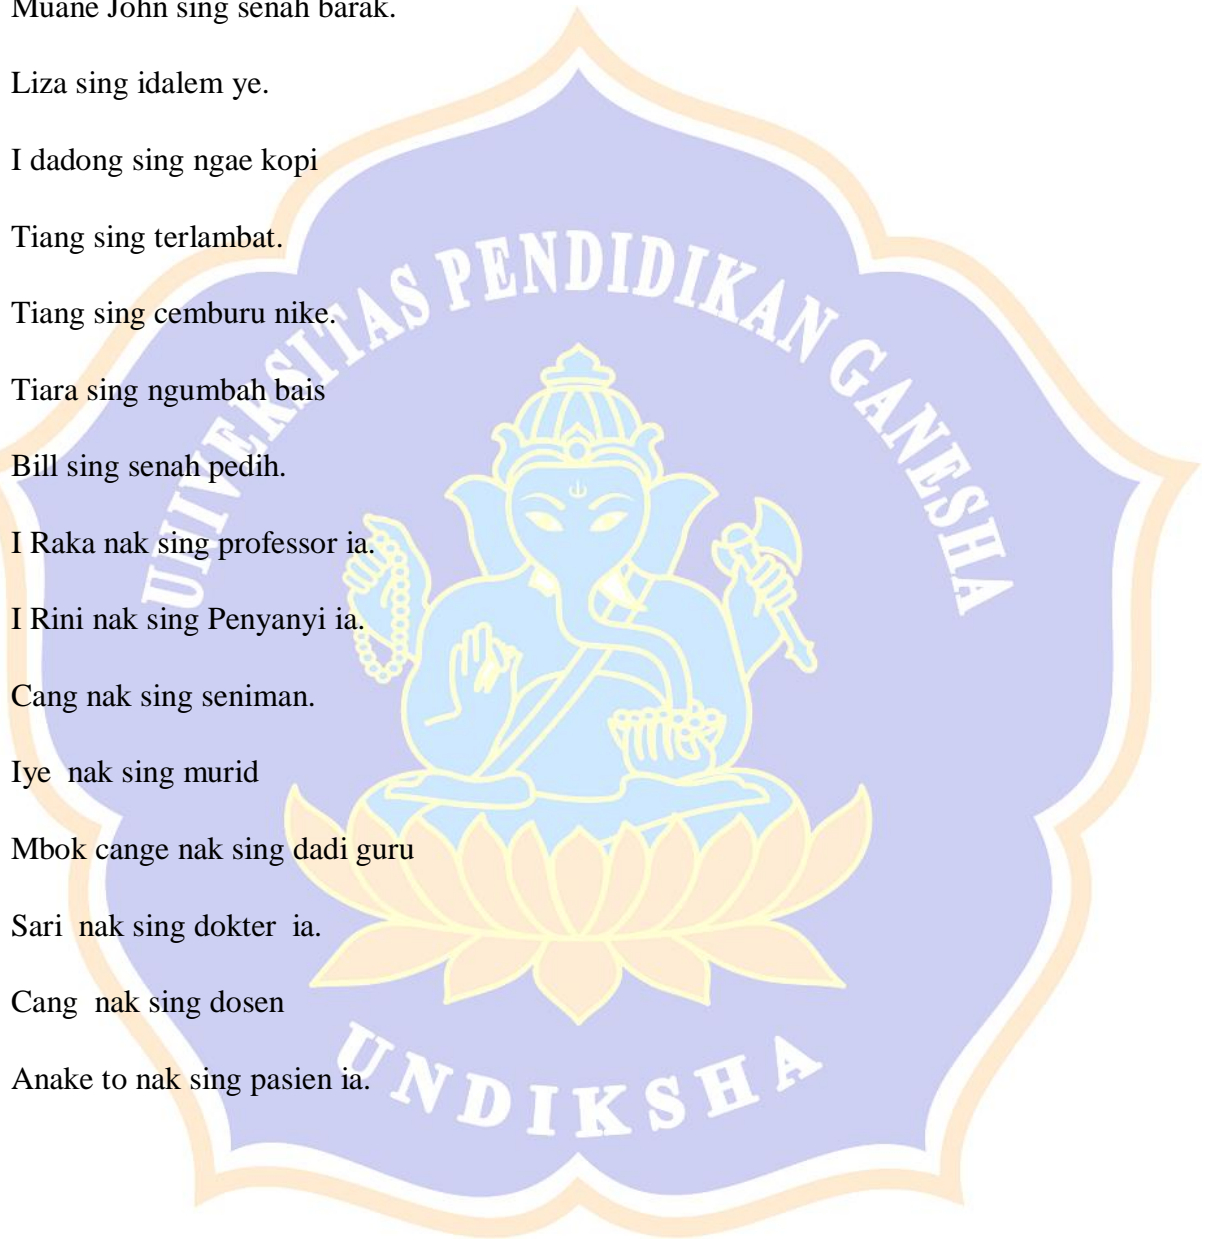 Muane John sing senah barak.
Liza sing idalem ye.
I dadong sing ngae kopi
Tiang sing terlambat.
Tiang sing cemburu nike.
Tiara sing ngumbah bais
Bill sing senah pedih.
I Raka nak sing professor ia.
I Rini nak sing Penyanyi ia.
Cang nak sing seniman.
Iye  nak sing murid
Mbok cange nak sing dadi guru
Sari  nak sing dokter  ia.
Cang  nak sing dosen
Anake to nak sing pasien ia.
UNIVERSITAS PENDIDIKAN GANESHA
UNDIKSHA